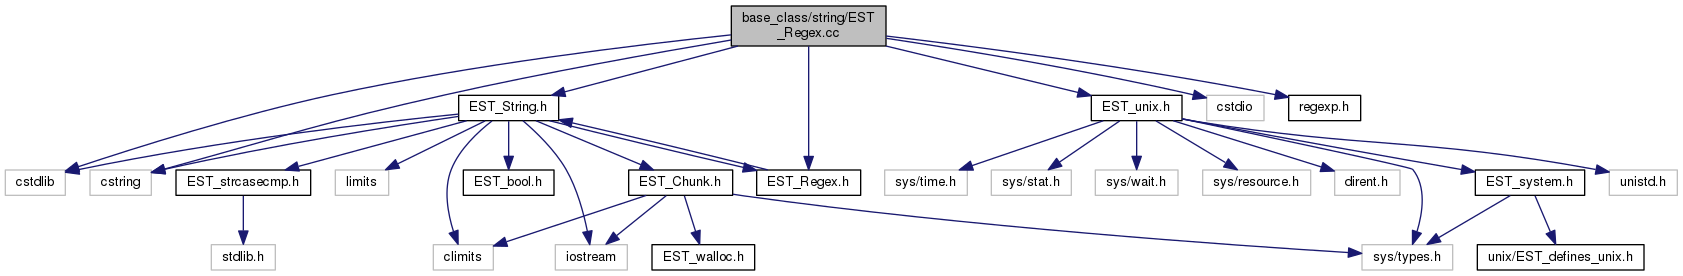 base_class/string/EST
_Regex.cc
EST_String.h
EST_unix.h
cstdio
regexp.h
cstdlib
cstring
EST_strcasecmp.h
limits
EST_bool.h
EST_Chunk.h
EST_Regex.h
sys/time.h
sys/stat.h
sys/wait.h
sys/resource.h
dirent.h
EST_system.h
unistd.h
stdlib.h
climits
iostream
EST_walloc.h
sys/types.h
unix/EST_defines_unix.h